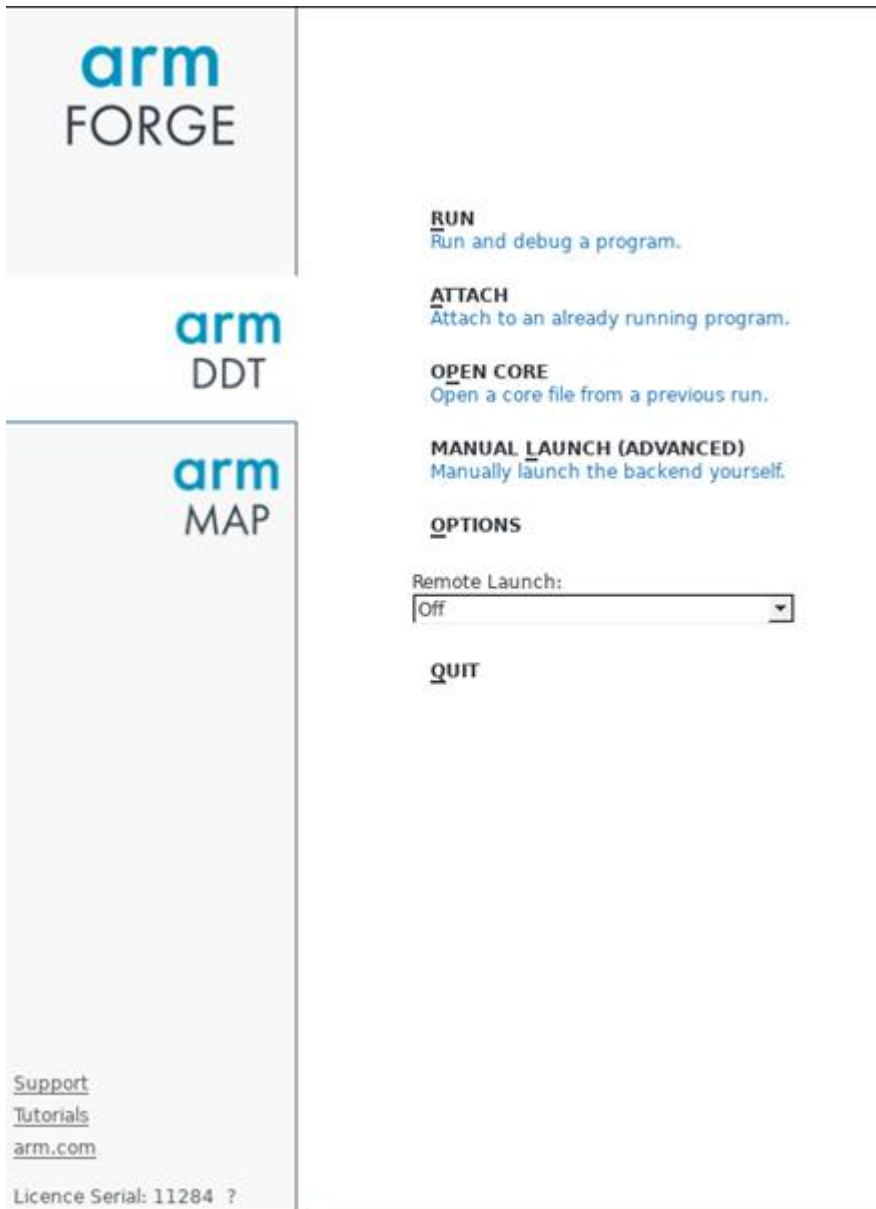 arm
FORGE
arm
DDT
arm
MAP
Support
Tutorials
arm.com
Licence Serial: 11284 ?
RUN
Run and debug a program.
ATTACH
Attach to an already running program.
OPEN CORE
Open a core file from a previous run.
MANUAL LAUNCH (ADVANCED)
Manually launch the backend yourself.
OPTIONS
Remote Launch:
Off
QUIT